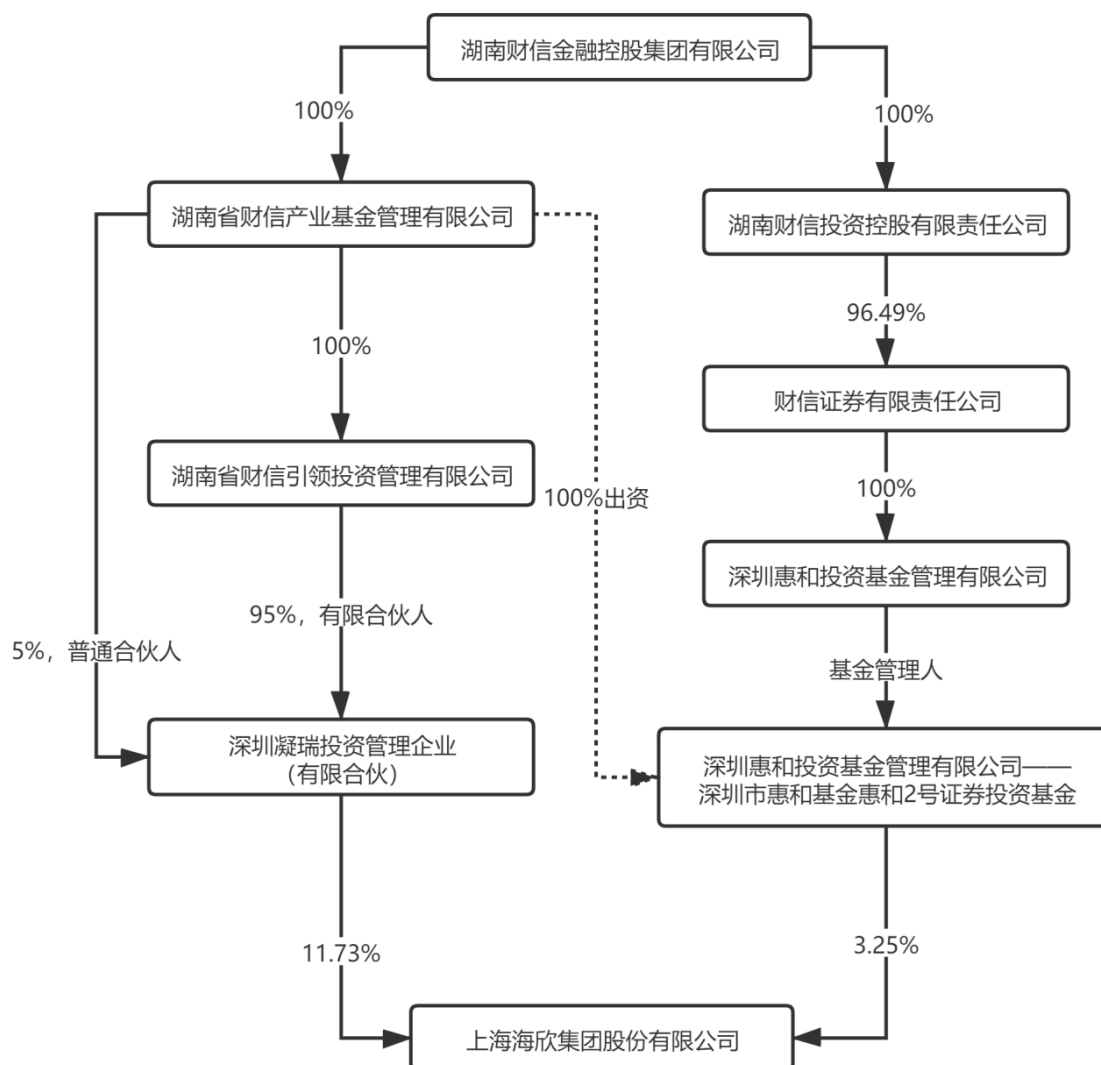 湖南财信金融控股集团有限公司
100%
100%
湖南省财信产业基金管理有限公司
湖南财信投资控股有限责任公司
96.49%
100%
财信证券有限责任公司
湖南省财信引领投资管理有限公司
100%出资
100%
深圳惠和投资基金管理有限公司
95%，有限合伙人
5%，普通合伙人
基金管理人
深圳凝瑞投资管理企业
（有限合伙）
深圳惠和投资基金管理有限公司——
深圳市惠和基金惠和2号证券投资基金
11.73%
3.25%
上海海欣集团股份有限公司